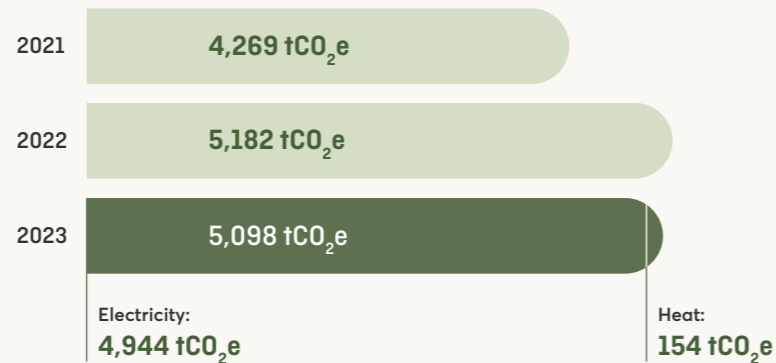 2021 4,269 tCO₂e
2022 5,182 tCO₂e
2023 5,098 tCO₂e
Electricity: Heat:
4,944 tCO₂e 154 tCO₂e